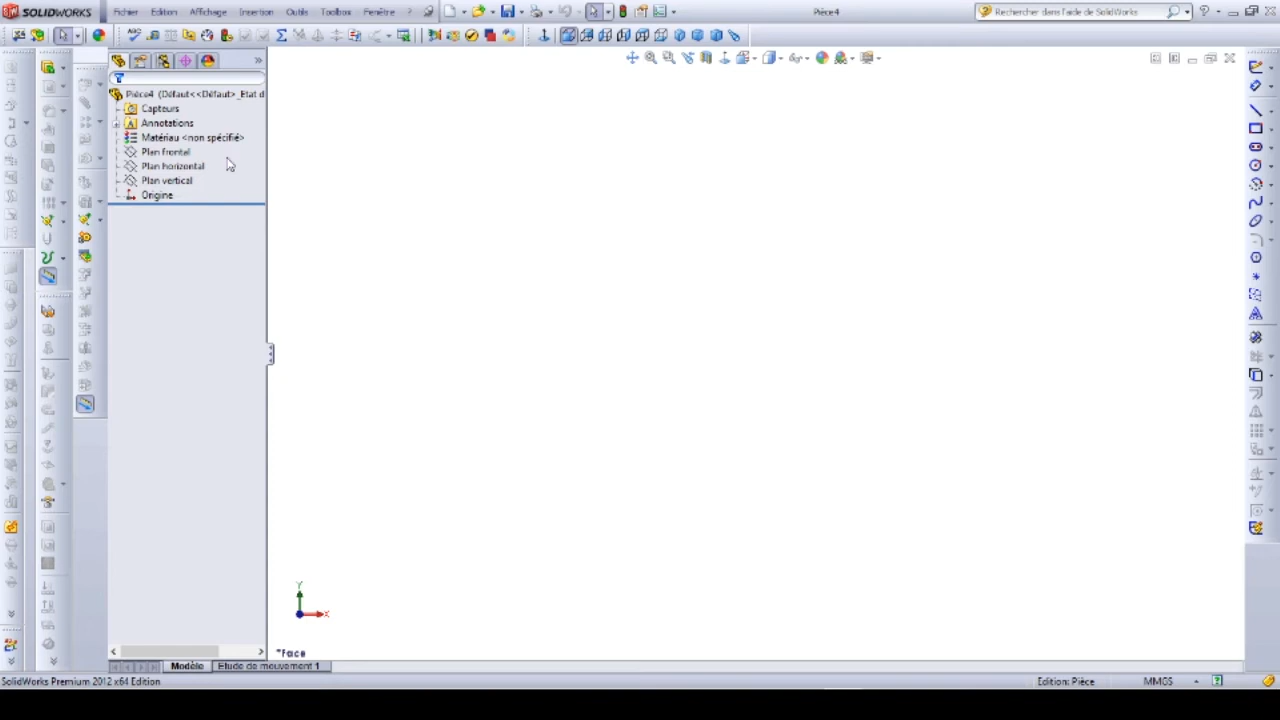 SOLIDWORKS Fichier Edition Affichage Insertion Outils Toolbox Fenêtre ? Pièce4 Rechercher dans l'aide de SolidWorks
Pièce4 (Défaut<<Défaut>_Etat d
Capteurs
Annotations
Matériau <non spécifié>
Plan frontal
Plan horizontal
Plan vertical
Origine
Y
X
*Face
Modèle Etude de mouvement 1
SolidWorks Premium 2012 x64 Edition Edition: Pièce MMGS